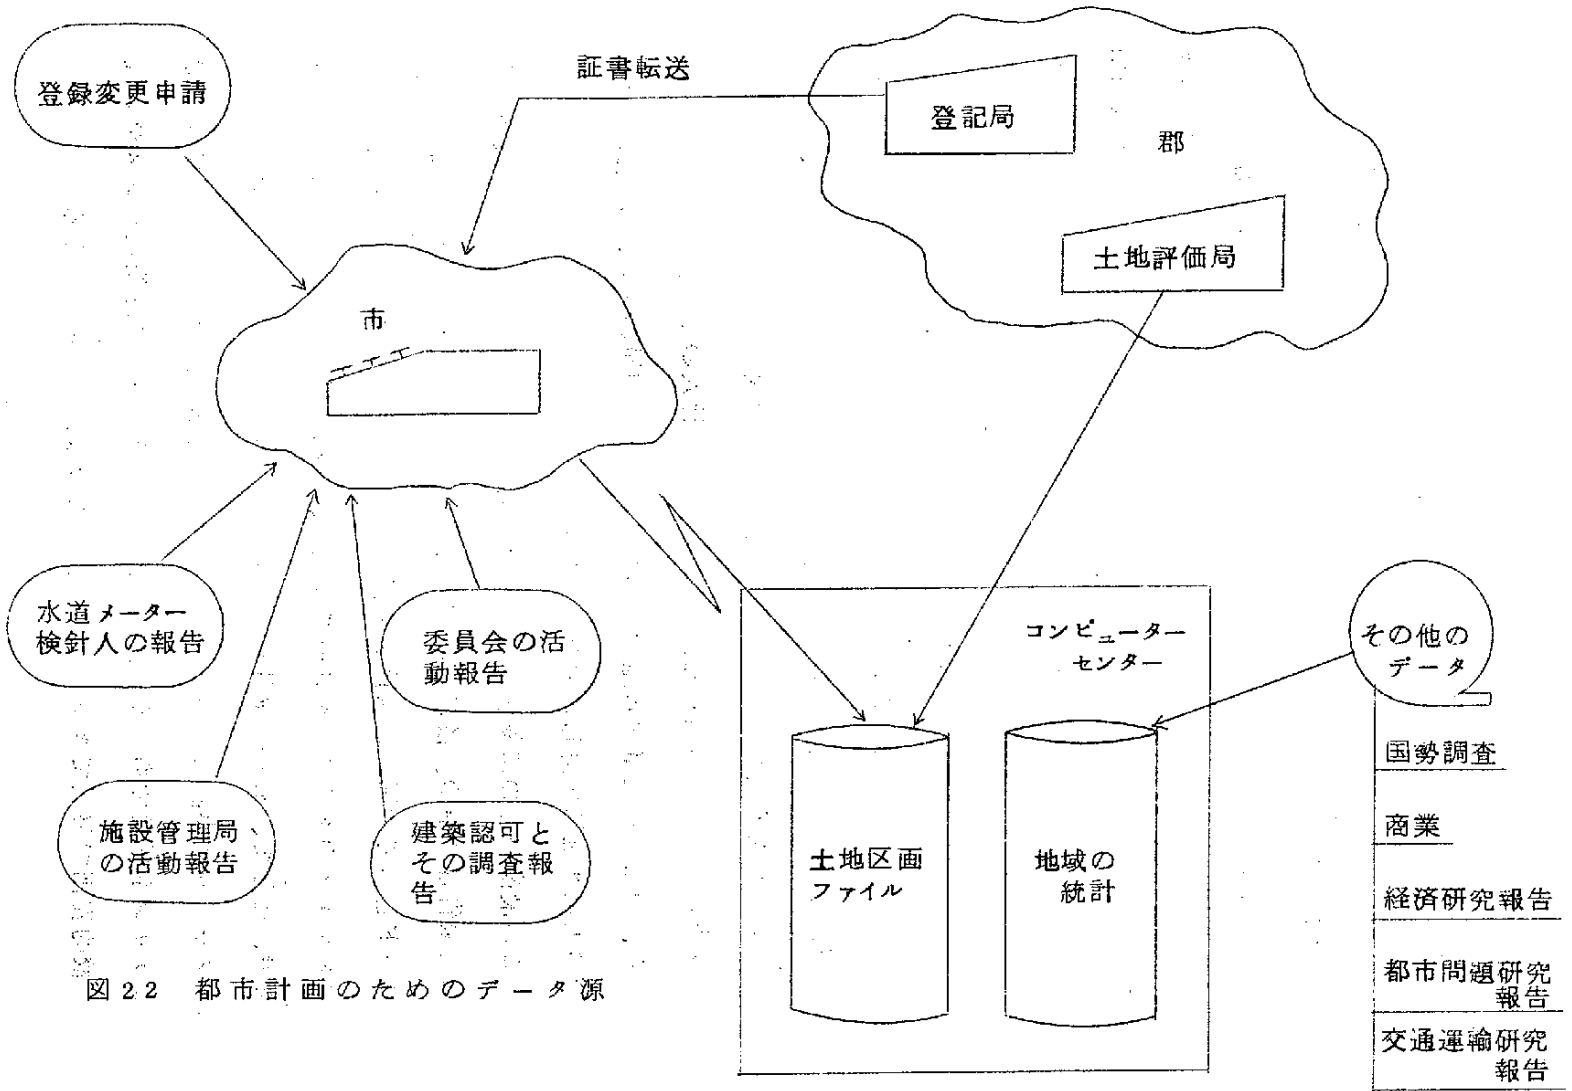 証書転送
登録変更申請
登記局
郡
土地評価局
市
水道メーター
検針人の報告
委員会の活
動報告
コンピューター
センター
その他の
データ
国勢調査
施設管理局
の活動報告
建築認可と
その調査報
告
土地区画
ファイル
地域の
統計
商業
経済研究報告
都市問題研究
報告
交通運輸研究
報告
図22 都市計画のためのデータ源